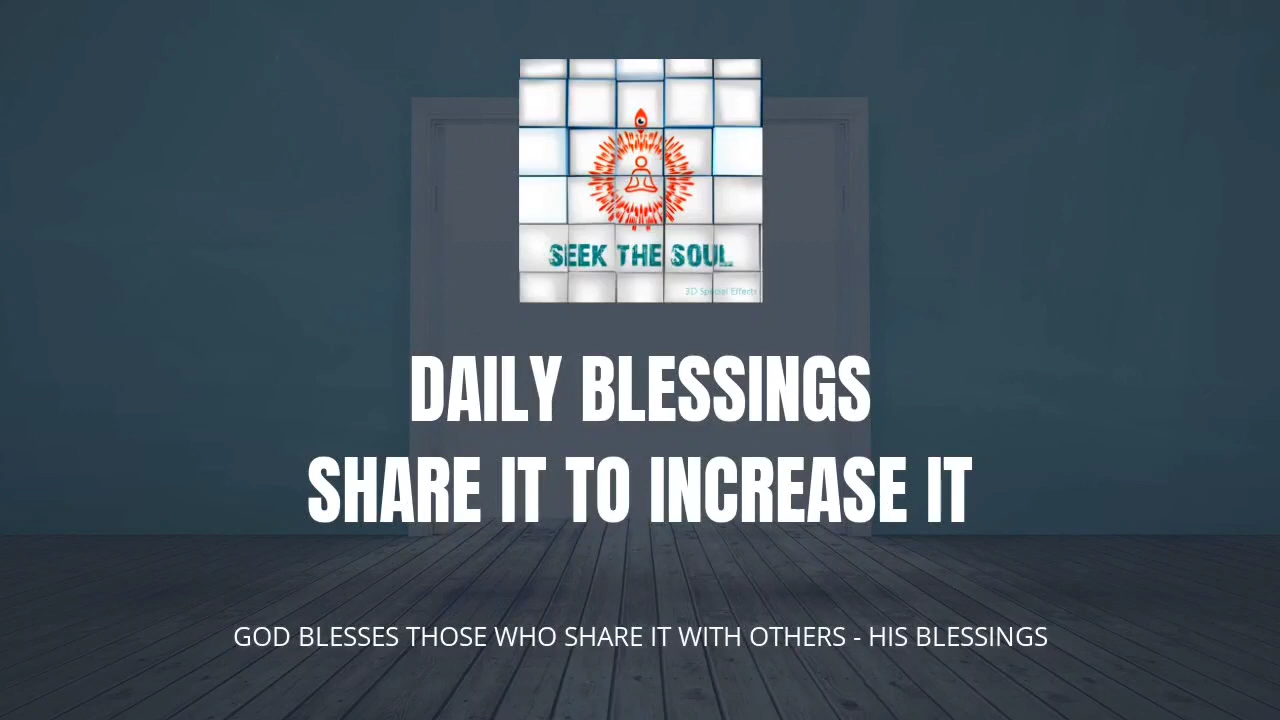 SEEK THE SOUL
3D Special Effects
DAILY BLESSINGS
SHARE IT TO INCREASE IT
GOD BLESSES THOSE WHO SHARE IT WITH OTHERS - HIS BLESSINGS